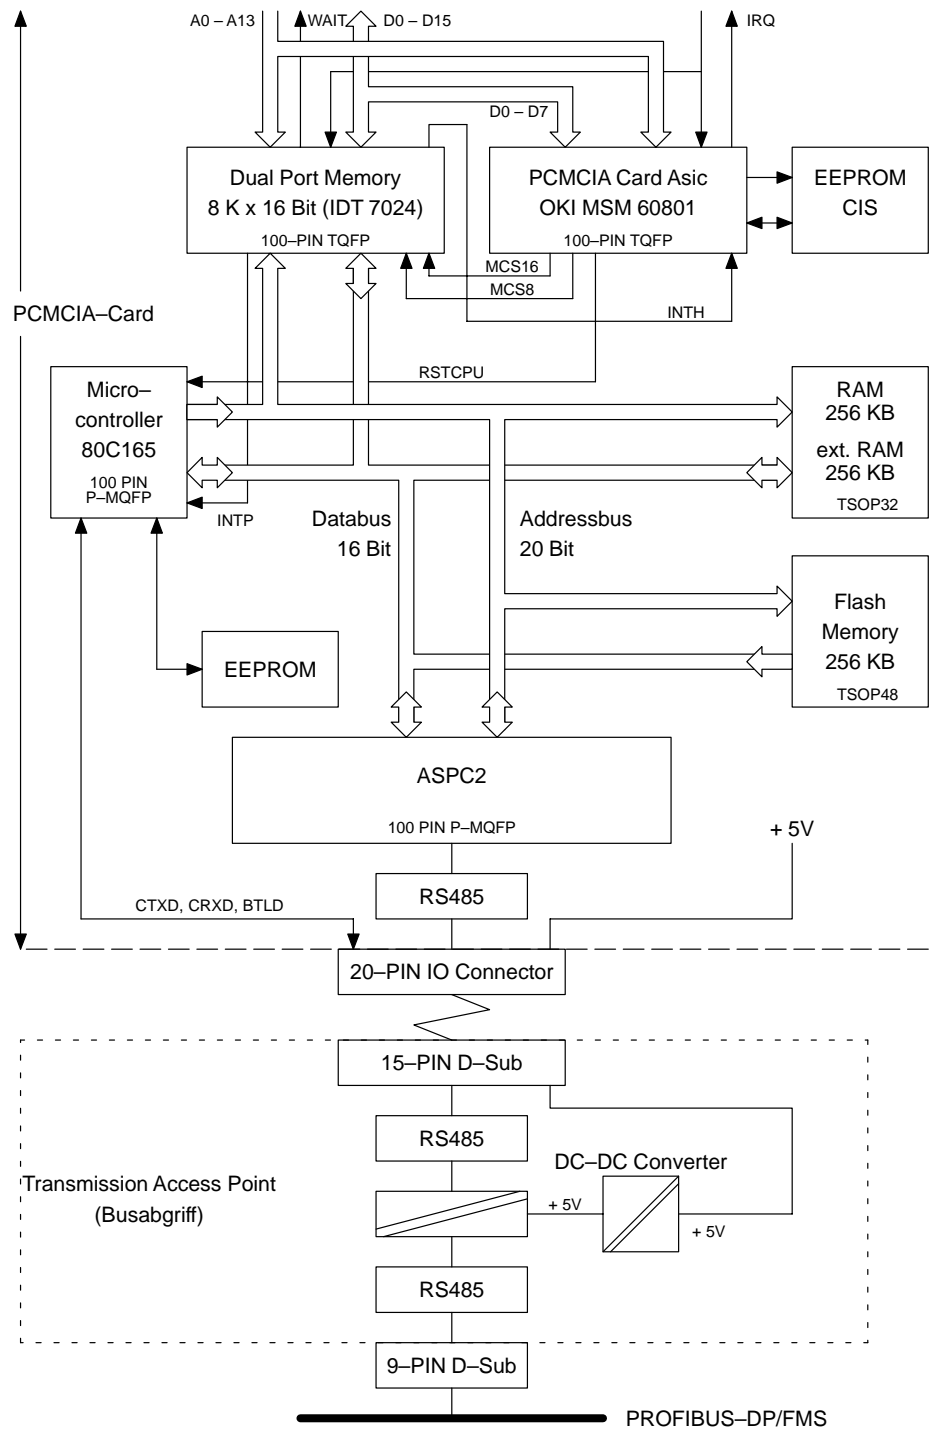 A0 – A13
WAIT
D0 – D15
IRQ
D0 – D7
Dual Port Memory
8 K x 16 Bit (IDT 7024)
100–PIN TQFP
PCMCIA Card Asic
OKI MSM 60801
100–PIN TQFP
EEPROM
CIS
MCS16
MCS8
INTH
PCMCIA–Card
RSTCPU
Micro–
controller
80C165
100 PIN
P–MQFP
RAM
256 KB
ext. RAM
256 KB
TSOP32
INTP
Databus
16 Bit
Addressbus
20 Bit
Flash
Memory
256 KB
TSOP48
EEPROM
ASPC2
100 PIN P–MQFP
+ 5V
RS485
CTXD, CRXD, BTLD
20–PIN IO Connector
15–PIN D–Sub
RS485
DC–DC Converter
Transmission Access Point
(Busabgriff)
+ 5V
+ 5V
RS485
9–PIN D–Sub
PROFIBUS–DP/FMS